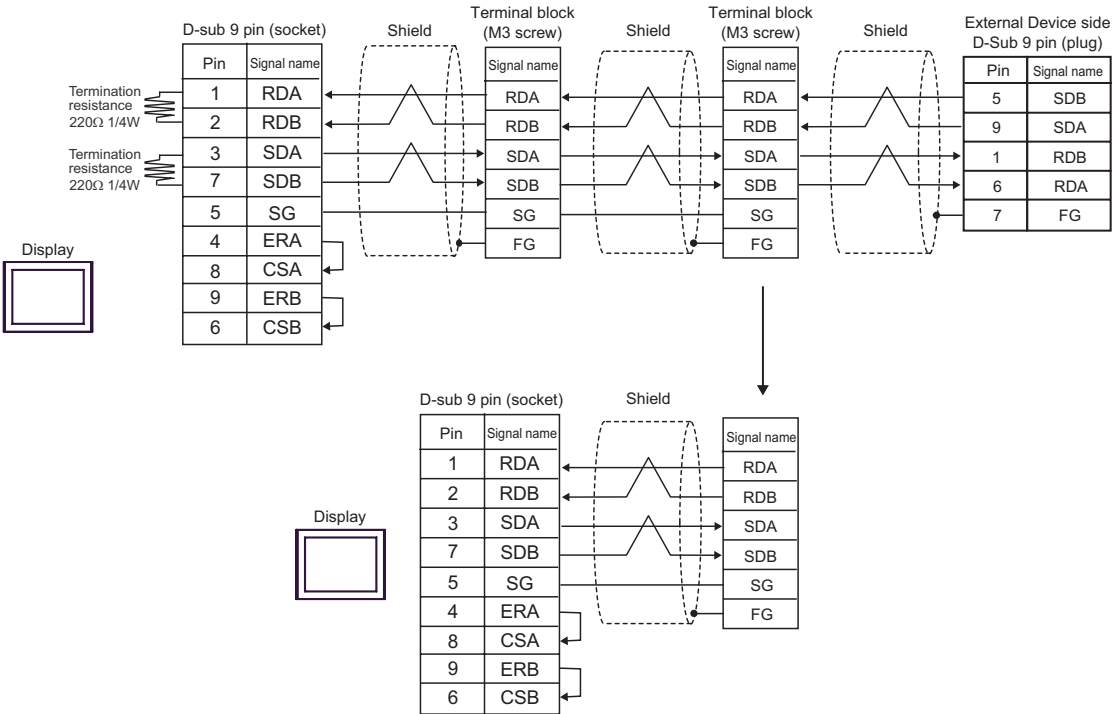 Terminal block
(M3 screw)
Terminal block
(M3 screw)
D-sub 9 pin (socket)
Shield
Shield
Shield
External Device side
D-Sub 9 pin (plug)
Pin Signal name
1 RDA
2 RDB
3 SDA
7 SDB
5 SG
4 ERA
8 CSA
9 ERB
6 CSB
Termination
resistance
220Ω 1/4W
Termination
resistance
220Ω 1/4W
Display
Signal name
RDA
RDB
SDA
SDB
SG
FG
Signal name
RDA
RDB
SDA
SDB
SG
FG
Pin Signal name
5 SDB
9 SDA
1 RDB
6 RDA
7 FG
D-sub 9 pin (socket)
Shield
Pin Signal name
1 RDA
2 RDB
3 SDA
7 SDB
5 SG
4 ERA
8 CSA
9 ERB
6 CSB
Display
Signal name
RDA
RDB
SDA
SDB
SG
FG